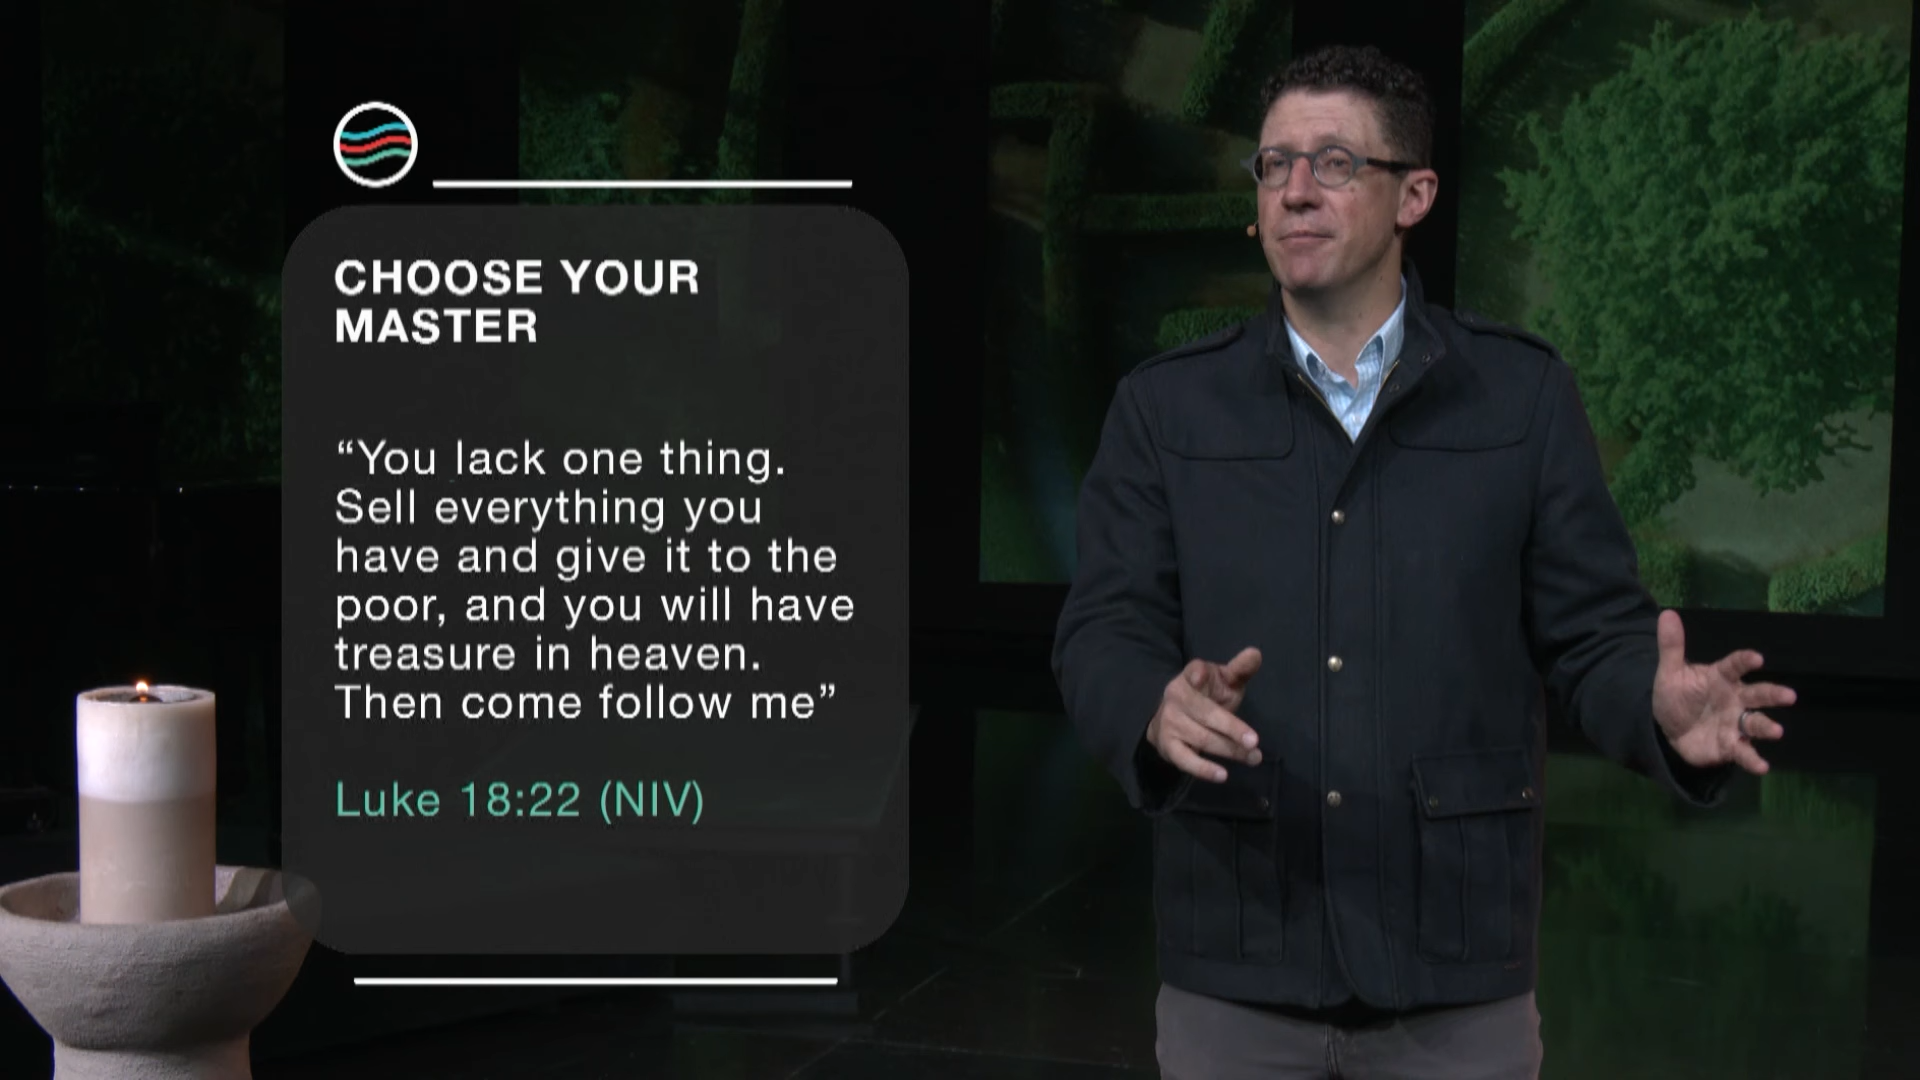 CHOOSE YOUR
MASTER
“You lack one thing.
Sell everything you
have and give it to the
poor, and you will have
treasure in heaven.
Then come follow me”
Luke 18:22 (NIV)